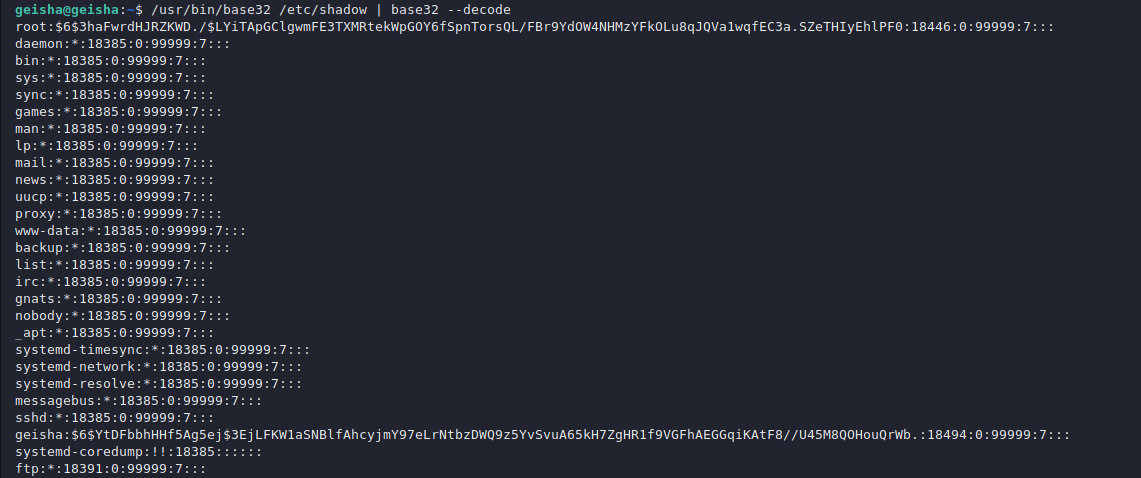 geisha@geisha:~$ /usr/bin/base32 /etc/shadow | base32 --decode
root:$6$3haFwrdHJRZKWD./$LYiTApGClgwmFE3TXMRtekWpGOY6fSpnTorsQL/FBr9YdOW4NHMzYFkOLu8qJQVa1wqfEC3a.SZeTHIyEhlPF0:18446:0:99999:7:::
daemon:*:18385:0:99999:7:::
bin:*:18385:0:99999:7:::
sys:*:18385:0:99999:7:::
sync:*:18385:0:99999:7:::
games:*:18385:0:99999:7:::
man:*:18385:0:99999:7:::
lp:*:18385:0:99999:7:::
mail:*:18385:0:99999:7:::
news:*:18385:0:99999:7:::
uucp:*:18385:0:99999:7:::
proxy:*:18385:0:99999:7:::
www-data:*:18385:0:99999:7:::
backup:*:18385:0:99999:7:::
list:*:18385:0:99999:7:::
irc:*:18385:0:99999:7:::
gnats:*:18385:0:99999:7:::
nobody:*:18385:0:99999:7:::
_apt:*:18385:0:99999:7:::
systemd-timesync:*:18385:0:99999:7:::
systemd-network:*:18385:0:99999:7:::
systemd-resolve:*:18385:0:99999:7:::
messagebus:*:18385:0:99999:7:::
sshd:*:18385:0:99999:7:::
geisha:$6$YtDFbbhHHf5Ag5ej$3EjLFKW1aSNBlfAhcyjmY97eLrNtbzDWQ9z5YvSvuA65kH7ZgHR1f9VGFhAEGGqiKAtF8//U45M8QOHouQrWb.:18494:0:99999:7:::
systemd-coredump:!!:18385::::::
ftp:*:18391:0:99999:7:::